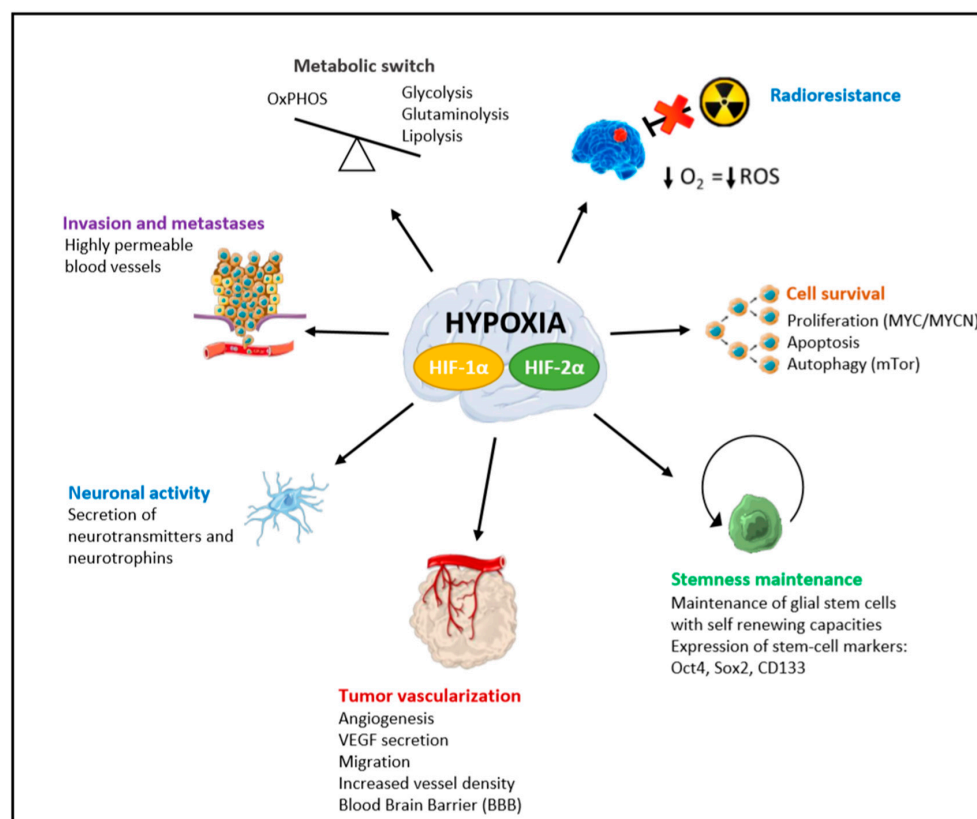 Metabolic switch
OxPHOS
Glycolysis
Glutaminolysis
Lipolysis
Radioresistance
↓ O₂ = ↓ ROS
Invasion and metastases
Highly permeable
blood vessels
HYPOXIA
HIF-1α
HIF-2α
Cell survival
Proliferation (MYC/MYCN)
Apoptosis
Autophagy (mTor)
Neuronal activity
Secretion of
neurotransmitters and
neurotrophins
Stemness maintenance
Maintenance of glial stem cells
with self renewing capacities
Expression of stem-cell markers:
Oct4, Sox2, CD133
Tumor vascularization
Angiogenesis
VEGF secretion
Migration
Increased vessel density
Blood Brain Barrier (BBB)